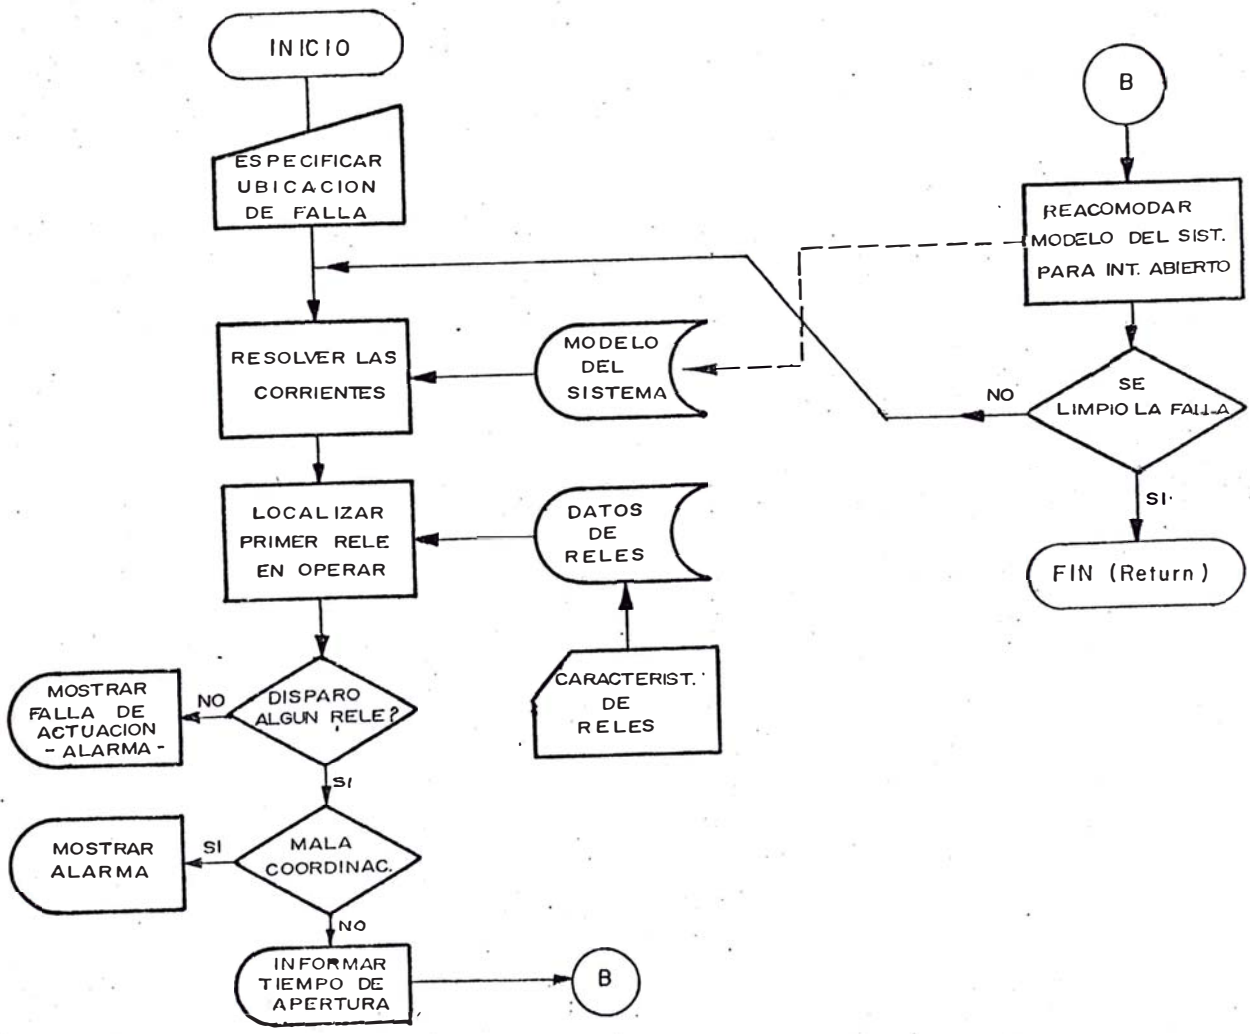 INICIO
ESPECIFICAR
UBICACION
DE FALLA
RESOLVER LAS
CORRIENTES
MODELO
DEL
SISTEMA
LOCALIZAR
PRIMER RELE
EN OPERAR
DATOS
DE
RELES
CARACTERIST.
DE
RELES
DISPARO
ALGUN RELE?
NO
MOSTRAR
FALLA DE
ACTUACION
- ALARMA -
SI
MALA
COORDINAC.
SI
MOSTRAR
ALARMA
NO
INFORMAR
TIEMPO DE
APERTURA
B
B
REACOMODAR
MODELO DEL SIST.
PARA INT. ABIERTO
SE
LIMPIO LA FALLA
NO
SI.
FIN (Return)